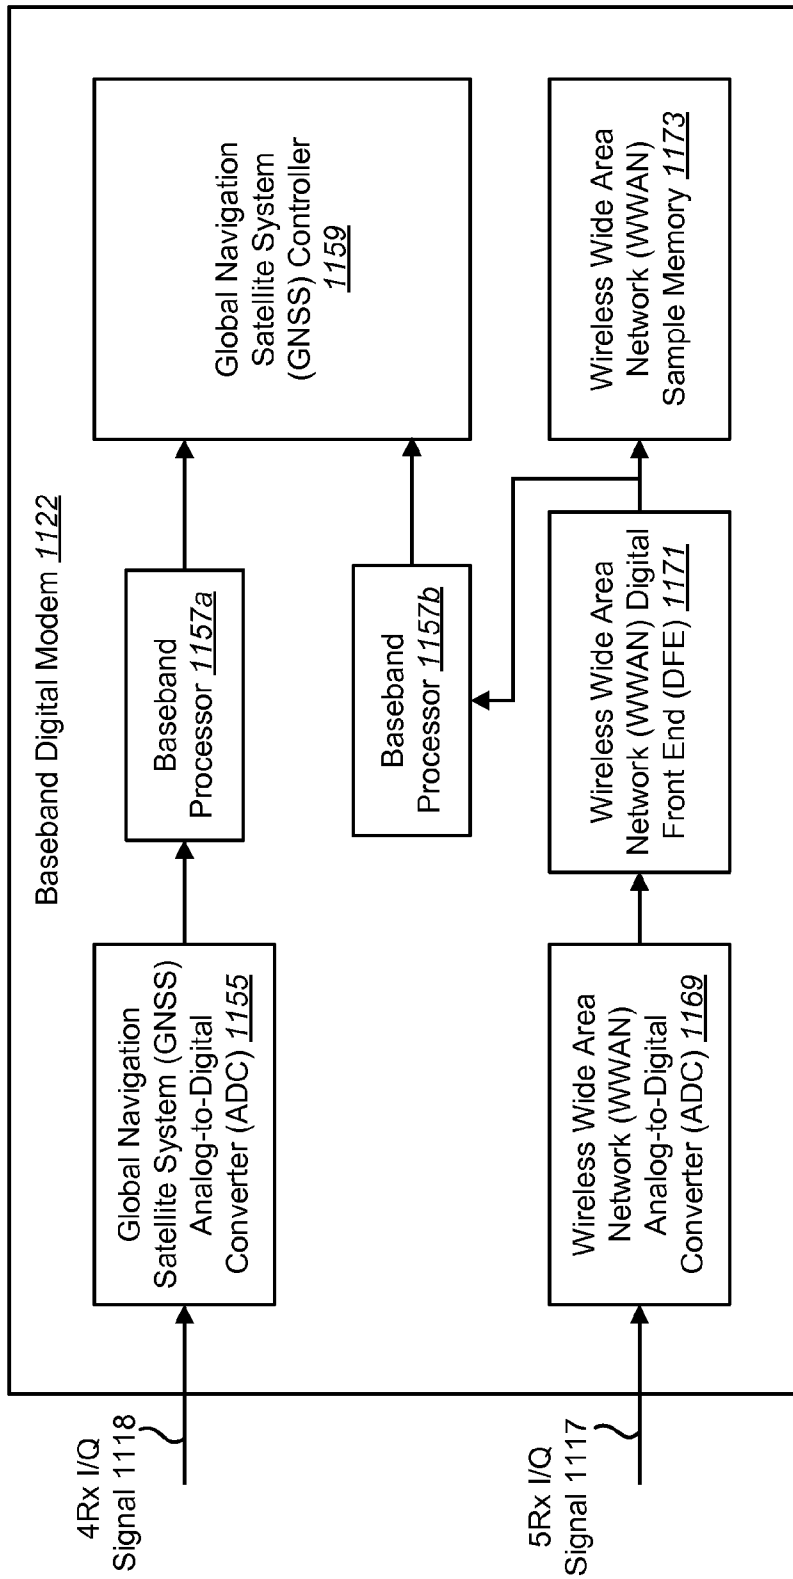 Baseband Digital Modem 1122
4Rx I/Q
Signal 1118
Global Navigation
Satellite System (GNSS)
Analog-to-Digital
Converter (ADC) 1155
Baseband
Processor 1157a
Global Navigation
Satellite System
(GNSS) Controller
1159
Baseband
Processor 1157b
5Rx I/Q
Signal 1117
Wireless Wide Area
Network (WWAN)
Analog-to-Digital
Converter (ADC) 1169
Wireless Wide Area
Network (WWAN) Digital
Front End (DFE) 1171
Wireless Wide Area
Network (WWAN)
Sample Memory 1173